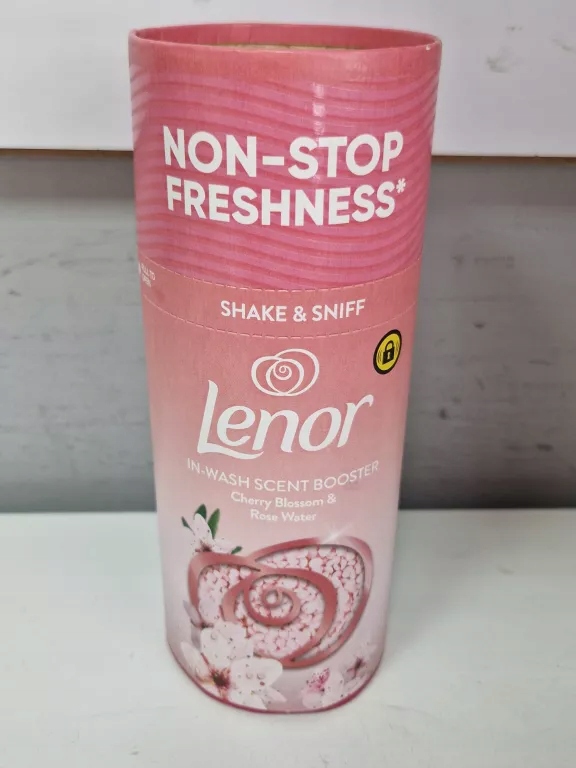 NON-STOP
FRESHNESS*
SHAKE & SNIFF
Lenor
IN-WASH SCENT BOOSTER
Cherry Blossom &
Rose Water